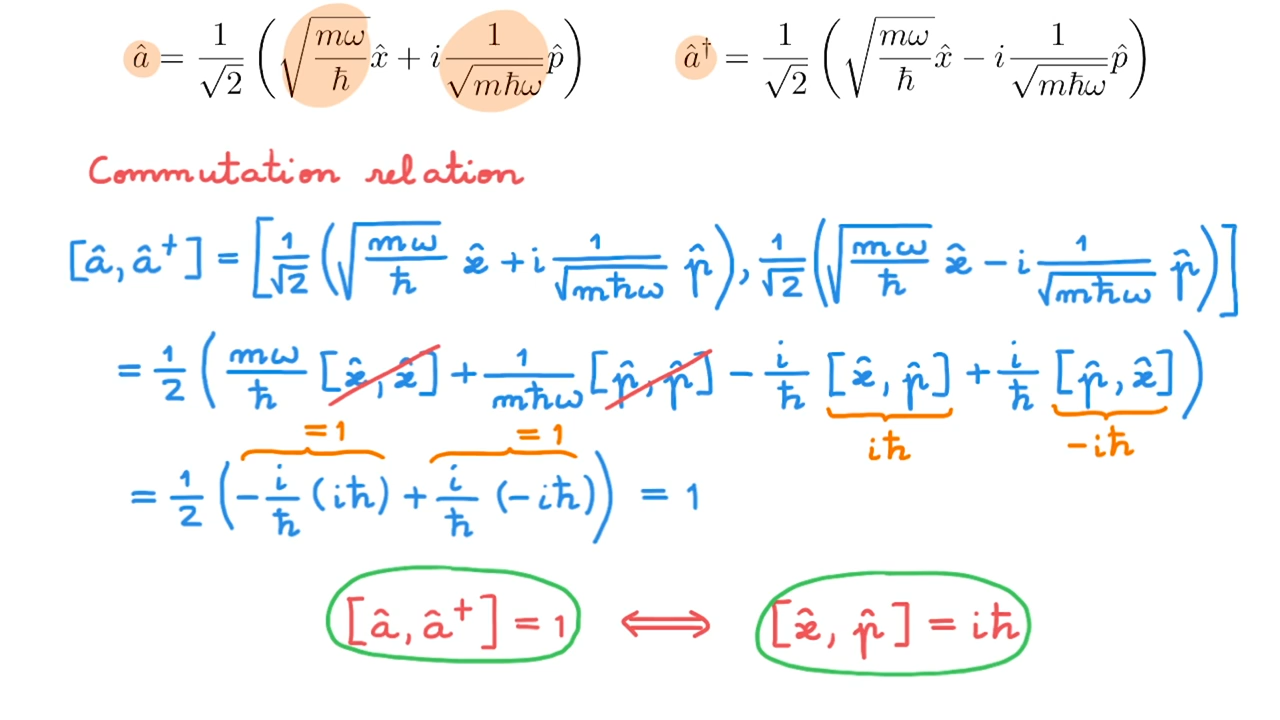 â = 1/√2 ( √(mω/ħ) x̂ + i 1/√(mħω) p̂ )    â† = 1/√2 ( √(mω/ħ) x̂ − i 1/√(mħω) p̂ )
Commutation relation
[â, â†] = [ 1/√2 ( √(mω/ħ) x̂ + i 1/√(mħω) p̂ ), 1/√2 ( √(mω/ħ) x̂ − i 1/√(mħω) p̂ ) ]
= 1/2 ( mω/ħ [x̂, x̂] + 1/mħω [p̂, p̂] − i/ħ [x̂, p̂] + i/ħ [p̂, x̂] )
= 1    = 1    iħ    −iħ
= 1/2 ( − i/ħ (iħ) + i/ħ (−iħ) ) = 1
[â, â†] = 1 ⟺ [x̂, p̂] = iħ